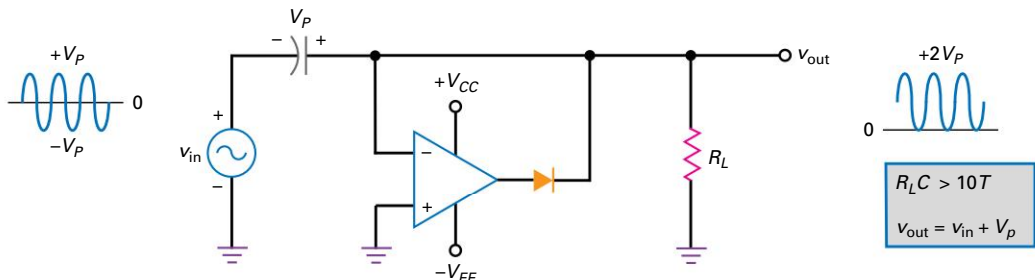 V_P
− +
+V_P
0
−V_P
+
v_in
−
+V_CC
−
+
−V_EE
R_L
v_out
+2V_P
0
R_LC > 10T
v_out = v_in + V_p